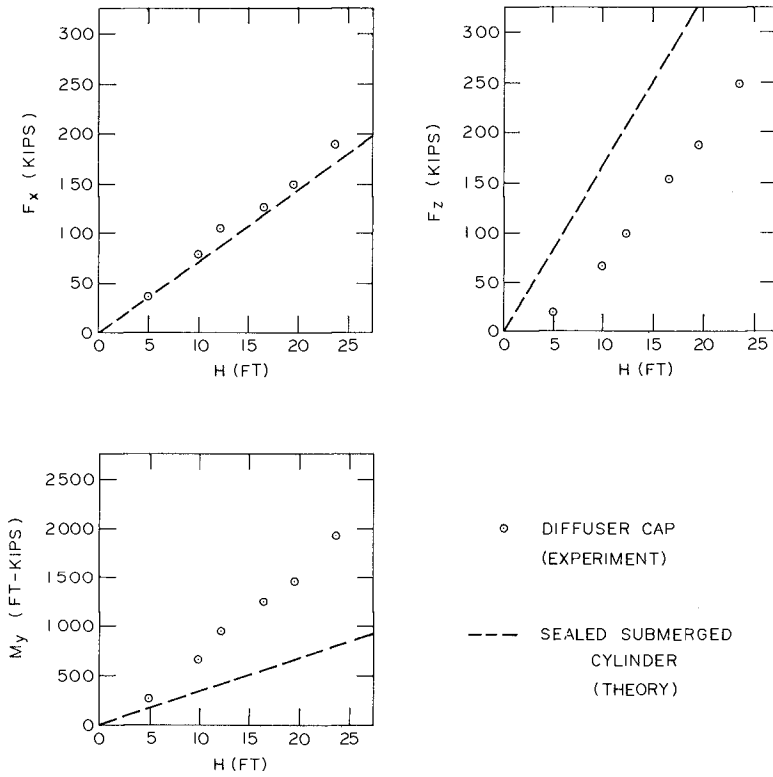 300
250
200
150
100
50
0
F_x (KIPS)
0 5 10 15 20 25
H (FT)
300
250
200
150
100
50
0
F_z (KIPS)
0 5 10 15 20 25
H (FT)
2500
2000
1500
1000
500
0
M_y (FT-KIPS)
0 5 10 15 20 25
H (FT)
DIFFUSER CAP
(EXPERIMENT)
SEALED SUBMERGED
CYLINDER
(THEORY)